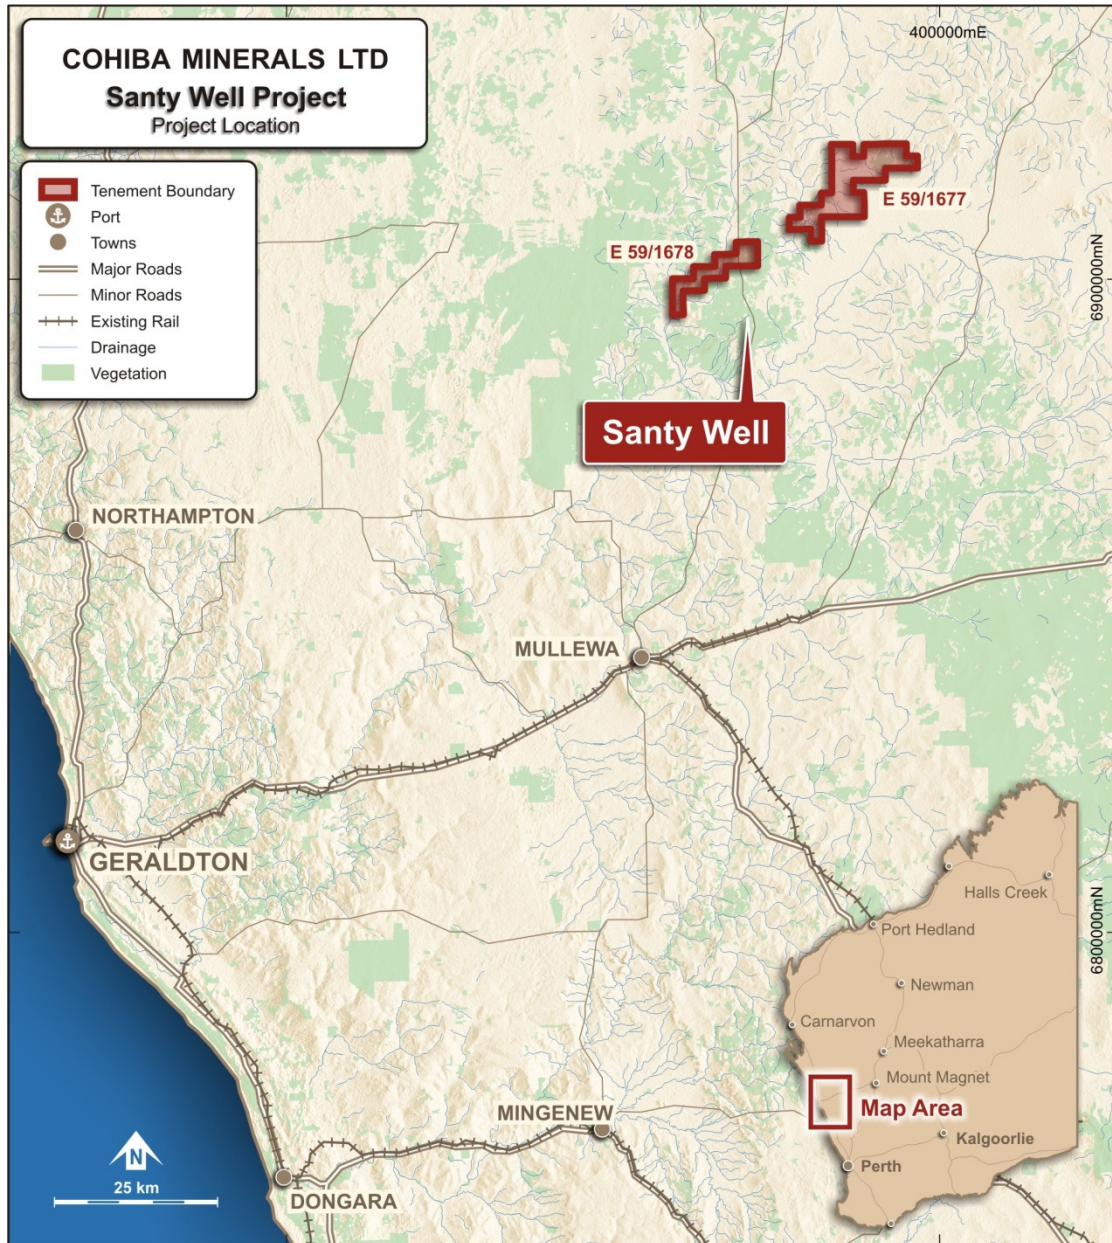 COHIBA MINERALS LTD
Santy Well Project
Project Location
400000mE
Tenement Boundary
Port
Towns
Major Roads
Minor Roads
Existing Rail
Drainage
Vegetation
E 59/1677
E 59/1678
6900000mN
Santy Well
NORTHAMPTON
MULLEWA
GERALDTON
Halls Creek
Port Hedland
6800000mN
Newman
Carnarvon
Meekatharra
Mount Magnet
Map Area
MINGENEW
Kalgoorlie
Perth
N
25 km
DONGARA